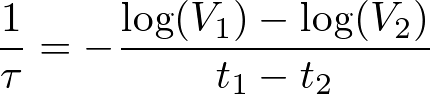 1/τ = − (log(V₁) − log(V₂)) / (t₁ − t₂)